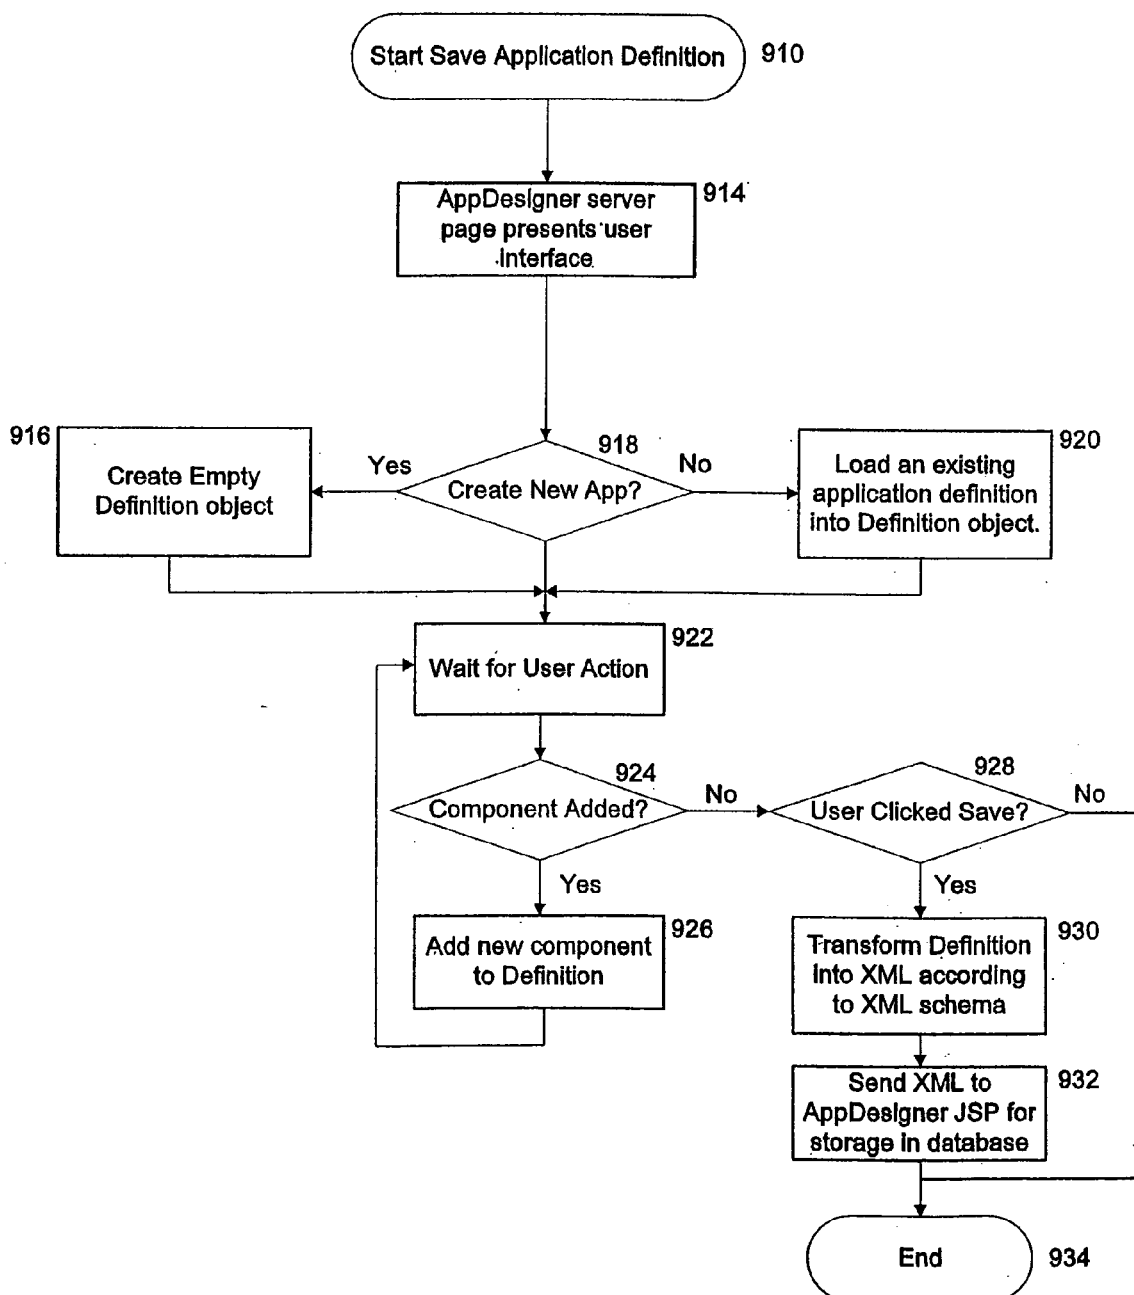 Start Save Application Definition
910
AppDesigner server
page presents user
Interface
914
916
Create Empty
Definition object
Yes
918
Create New App?
No
920
Load an existing
application definition
into Definition object.
922
Wait for User Action
924
Component Added?
No
928
User Clicked Save?
No
Yes
Yes
926
Add new component
to Definition
930
Transform Definition
into XML according
to XML schema
932
Send XML to
AppDesigner JSP for
storage in database
End
934